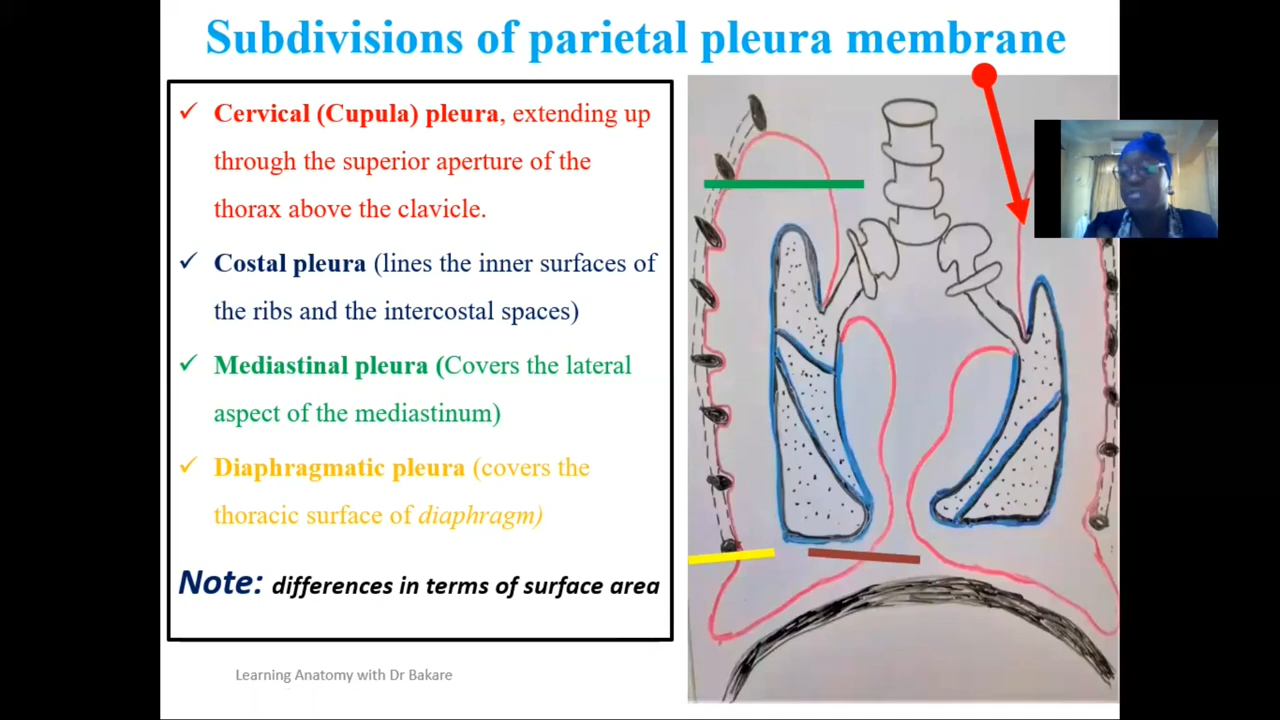 Subdivisions of parietal pleura membrane
✓ Cervical (Cupula) pleura, extending up
through the superior aperture of the
thorax above the clavicle.
✓ Costal pleura (lines the inner surfaces of
the ribs and the intercostal spaces)
✓ Mediastinal pleura (Covers the lateral
aspect of the mediastinum)
✓ Diaphragmatic pleura (covers the
thoracic surface of diaphragm)
Note: differences in terms of surface area
Learning Anatomy with Dr Bakare